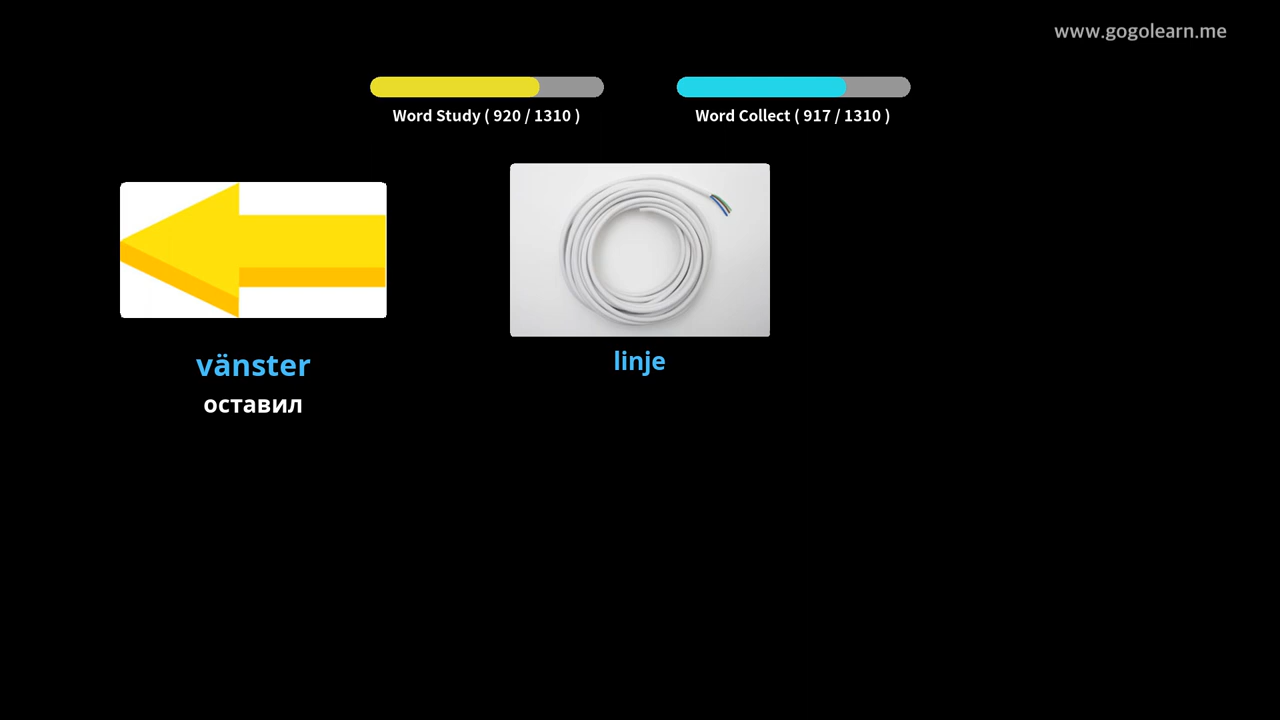 www.gogolearn.me
Word Study ( 920 / 1310 )
Word Collect ( 917 / 1310 )
vänster
оставил
linje